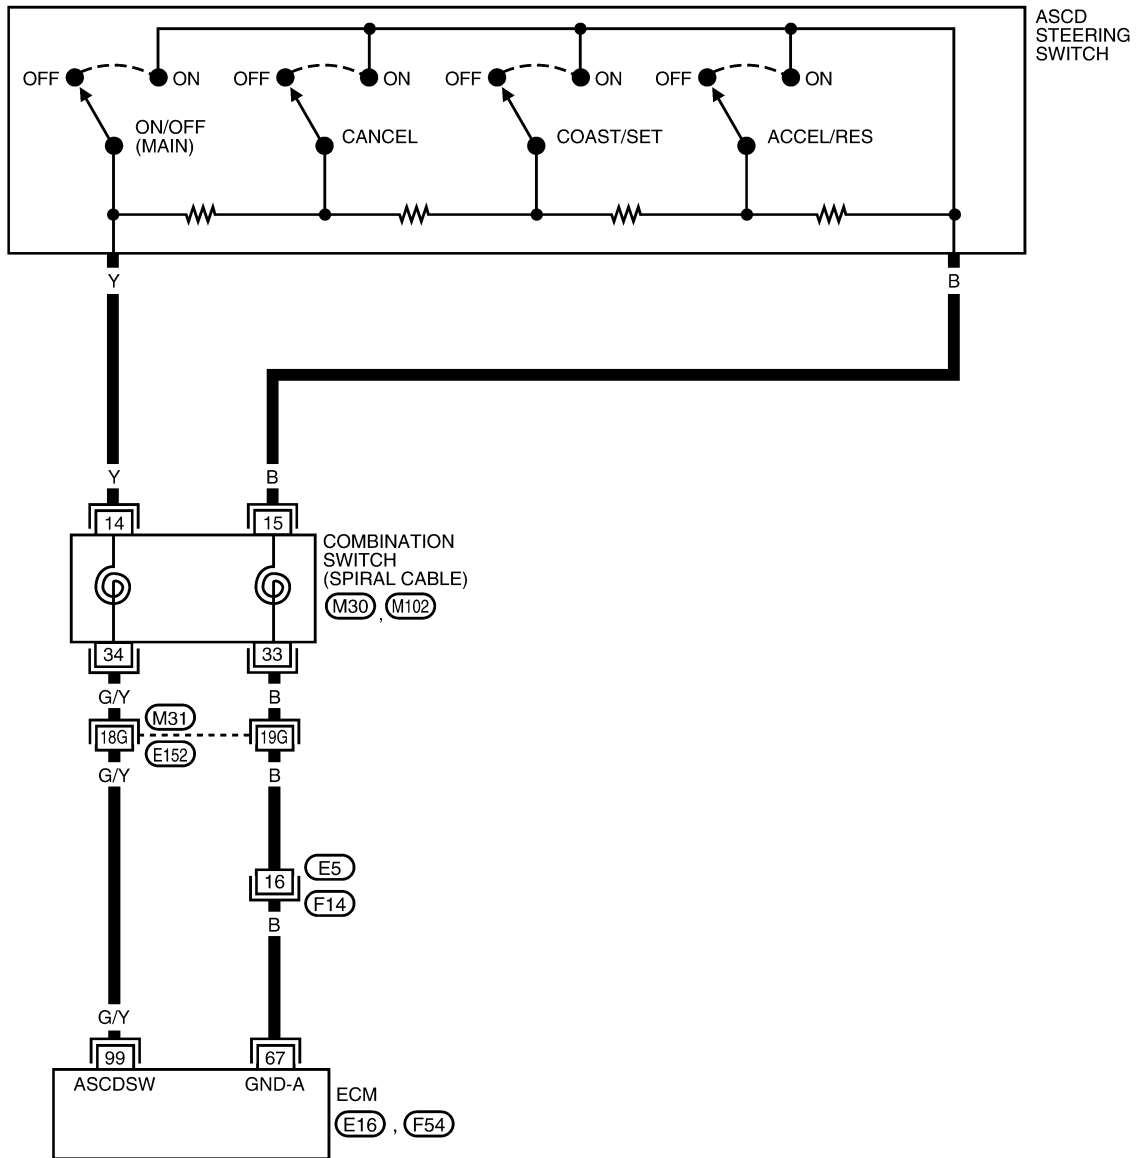 ASCD
STEERING
SWITCH
OFF ON OFF ON OFF ON OFF ON
ON/OFF
(MAIN)
CANCEL
COAST/SET
ACCEL/RES
Y B
Y B
14 15
COMBINATION
SWITCH
(SPIRAL CABLE)
M30 , M102
34 33
G/Y B
M31
18G 19G
E152
G/Y B
E5
16
F14
B
G/Y
99 67
ASCDSW GND-A
ECM
E16 , F54